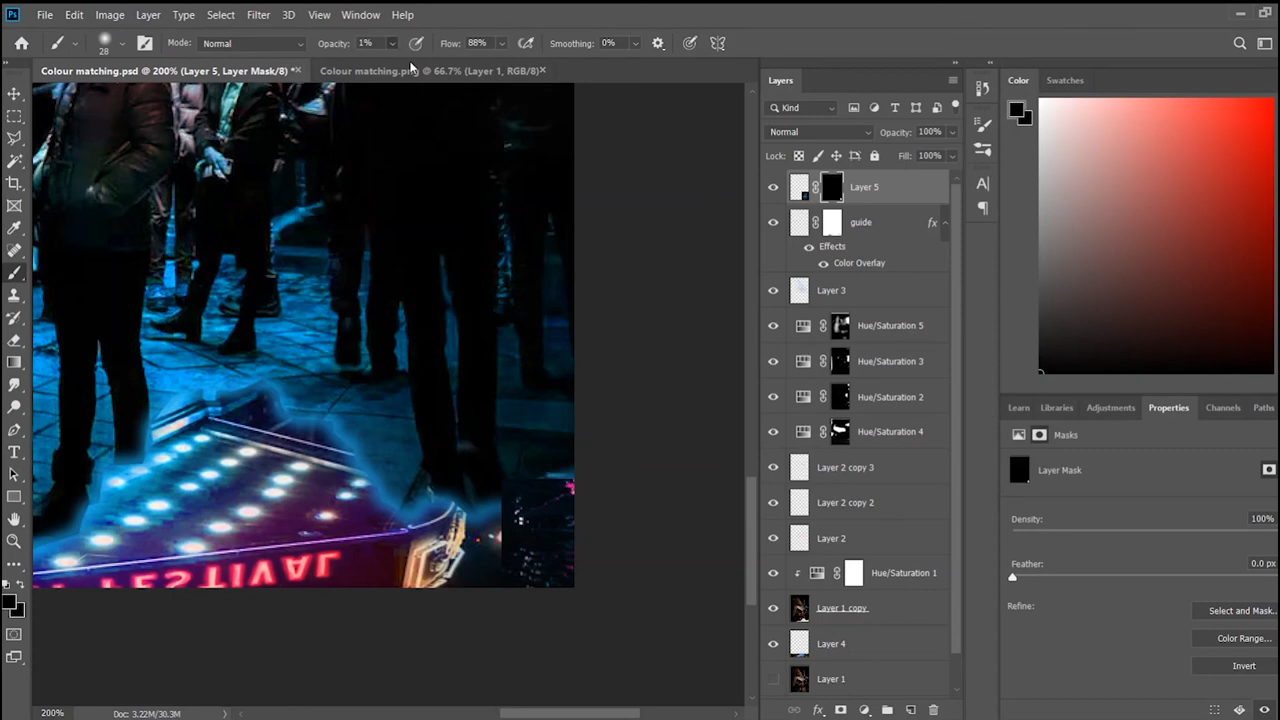 Ps File Edit Image Layer Type Select Filter 3D View Window Help
28 Mode: Normal Opacity: 1% Flow: 88% Smoothing: 0%
Colour matching.psd @ 200% (Layer 5, Layer Mask/8) * Colour matching.png @ 66.7% (Layer 1, RGB/8)
Layers
Kind
Normal Opacity: 100%
Lock: Fill: 100%
Layer 5
guide fx
Effects
Color Overlay
Layer 3
Hue/Saturation 5
Hue/Saturation 3
Hue/Saturation 2
Hue/Saturation 4
Layer 2 copy 3
Layer 2 copy 2
Layer 2
Hue/Saturation 1
Layer 1 copy
Layer 4
Layer 1
fx
Color Swatches
Learn Libraries Adjustments Properties Channels Paths
Masks
Layer Mask
Density: 100%
Feather: 0.0 px
Refine: Select and Mask...
Color Range...
Invert
FESTIVAL
200% Doc: 3.22M/30.3M